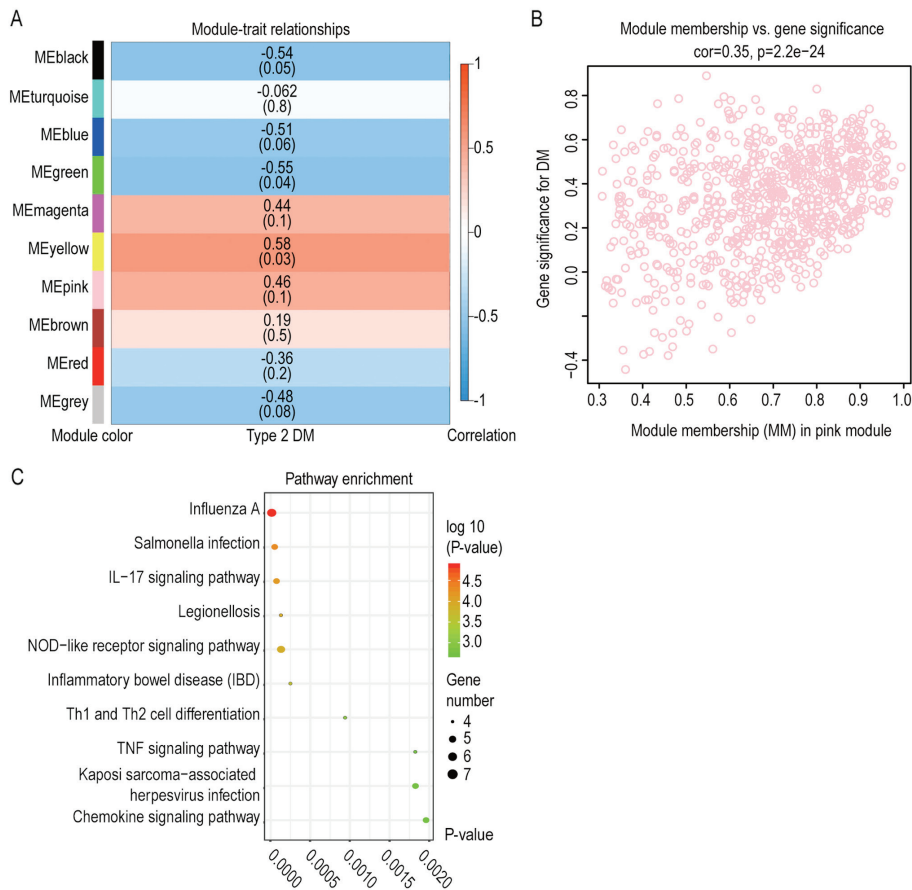 A
Module-trait relationships
MEblack
-0.54
(0.05)
MEturquoise
-0.062
(0.8)
MEblue
-0.51
(0.06)
MEgreen
-0.55
(0.04)
MEmagenta
0.44
(0.1)
MEyellow
0.58
(0.03)
MEpink
0.46
(0.1)
MEbrown
0.19
(0.5)
MEred
-0.36
(0.2)
MEgrey
-0.48
(0.08)
1
0.5
0
-0.5
-1
Module color
Type 2 DM
Correlation
B
Module membership vs. gene significance
cor=0.35, p=2.2e−24
Gene significance for DM
0.8
0.6
0.4
0.2
0.0
−0.4
0.3 0.4 0.5 0.6 0.7 0.8 0.9 1.0
Module membership (MM) in pink module
C
Pathway enrichment
Influenza A
Salmonella infection
IL−17 signaling pathway
Legionellosis
NOD−like receptor signaling pathway
Inflammatory bowel disease (IBD)
Th1 and Th2 cell differentiation
TNF signaling pathway
Kaposi sarcoma−associated
herpesvirus infection
Chemokine signaling pathway
0.0000 0.0005 0.0010 0.0015 0.0020
P-value
log 10
(P-value)
4.5
4.0
3.5
3.0
Gene
number
4
5
6
7